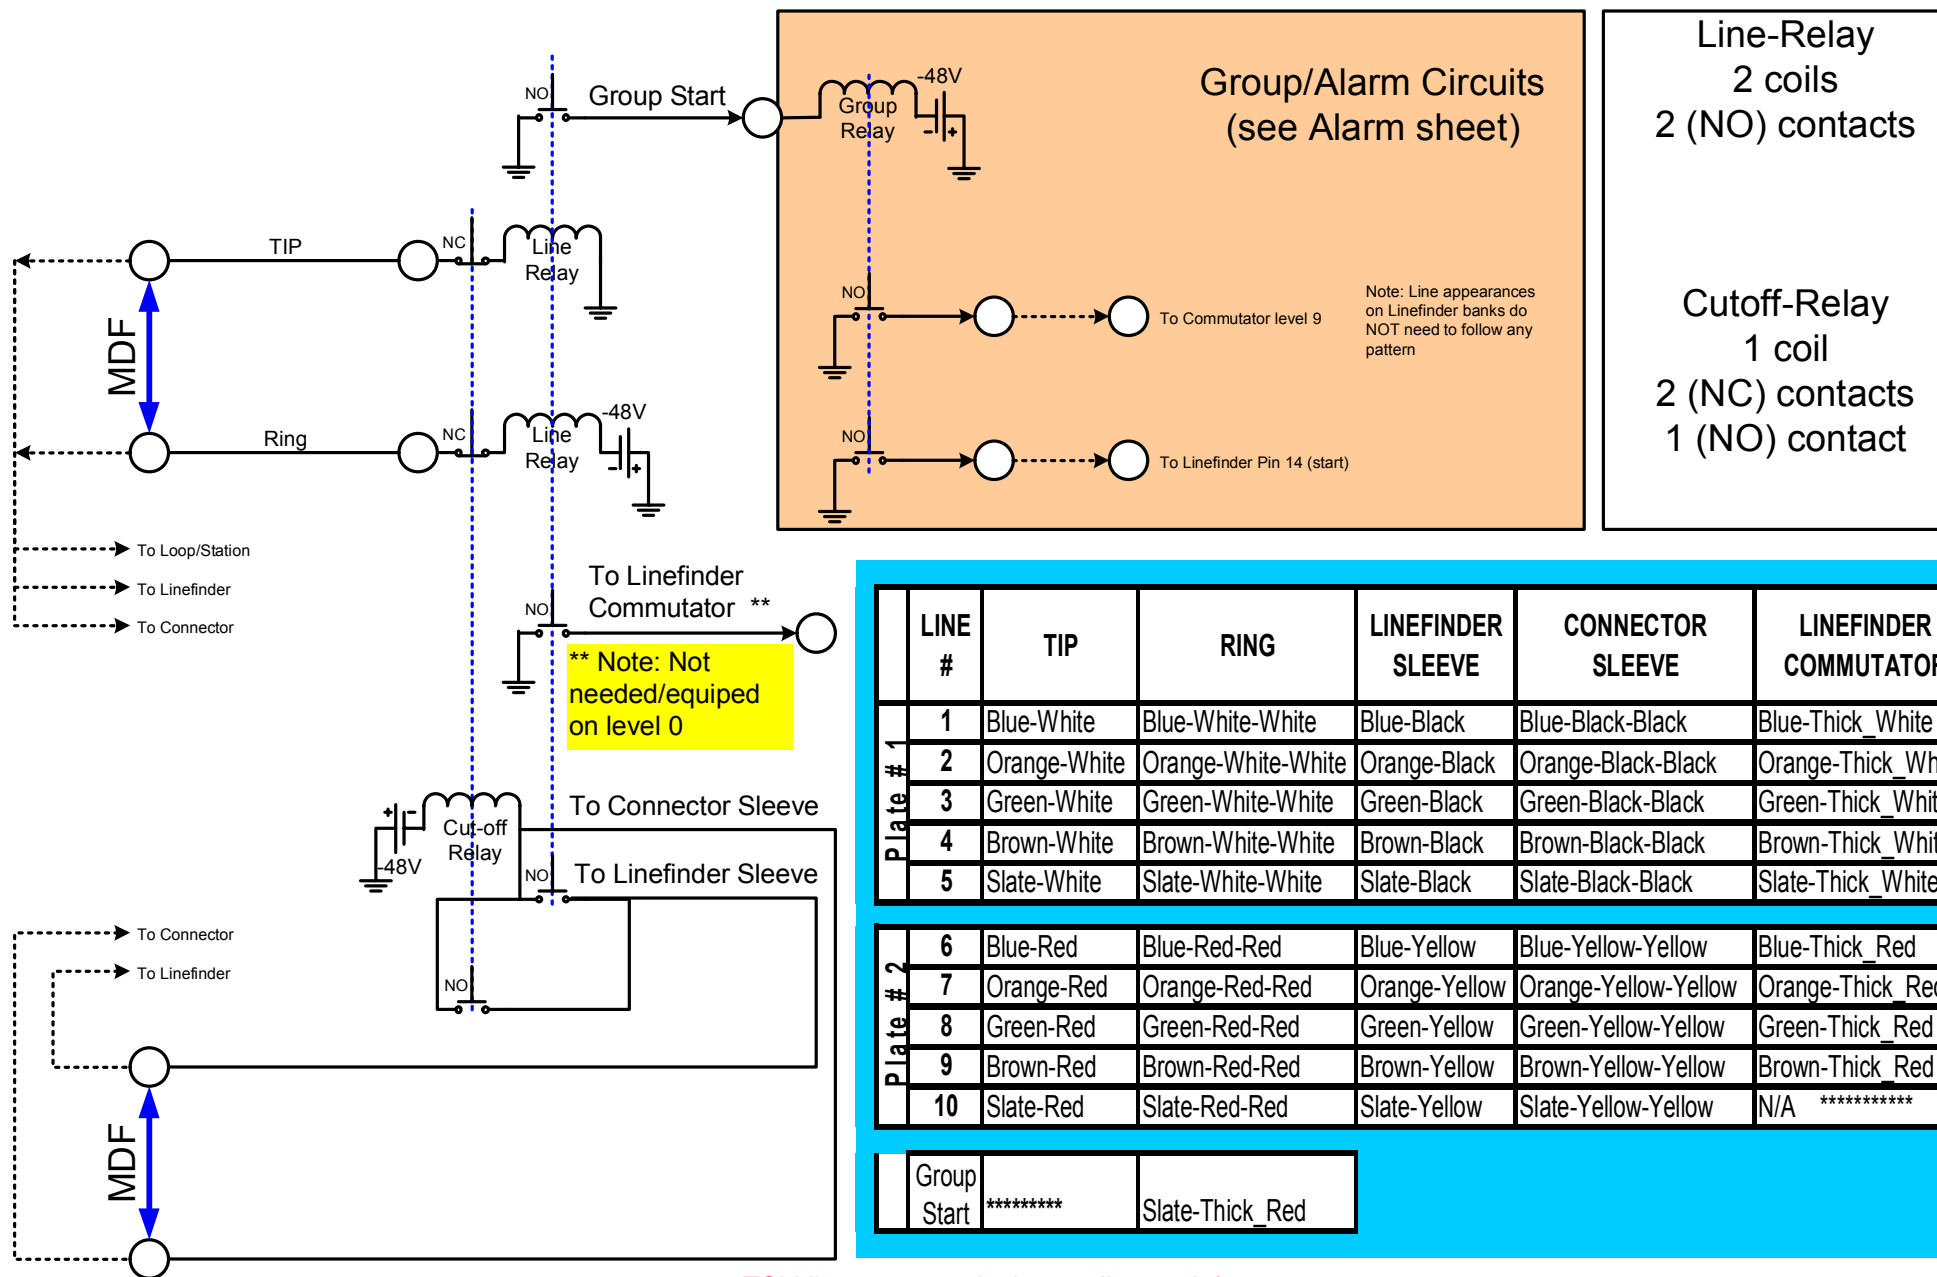 NO
Group Start
-48V
Group
Relay
Group/Alarm Circuits
(see Alarm sheet)
Line-Relay
2 coils
2 (NO) contacts
TIP
NC
Line
Relay
MDF
NO
To Commutator level 9
Note: Line appearances
on Linefinder banks do
NOT need to follow any
pattern
Cutoff-Relay
1 coil
2 (NC) contacts
1 (NO) contact
Ring
NC
-48V
Line
Relay
NO
To Linefinder Pin 14 (start)
To Loop/Station
To Linefinder
To Connector
NO
To Linefinder
Commutator **
** Note: Not
needed/equiped
on level 0
-48V
Cut-off
Relay
To Connector Sleeve
NO
To Linefinder Sleeve
To Connector
To Linefinder
NO
MDF
LINE # TIP RING LINEFINDER SLEEVE CONNECTOR SLEEVE LINEFINDER COMMUTATOR
Plate # 1
1 Blue-White Blue-White-White Blue-Black Blue-Black-Black Blue-Thick_White
2 Orange-White Orange-White-White Orange-Black Orange-Black-Black Orange-Thick_Wh
3 Green-White Green-White-White Green-Black Green-Black-Black Green-Thick_Whit
4 Brown-White Brown-White-White Brown-Black Brown-Black-Black Brown-Thick_Whit
5 Slate-White Slate-White-White Slate-Black Slate-Black-Black Slate-Thick_White
Plate # 2
6 Blue-Red Blue-Red-Red Blue-Yellow Blue-Yellow-Yellow Blue-Thick_Red
7 Orange-Red Orange-Red-Red Orange-Yellow Orange-Yellow-Yellow Orange-Thick_Red
8 Green-Red Green-Red-Red Green-Yellow Green-Yellow-Yellow Green-Thick_Red
9 Brown-Red Brown-Red-Red Brown-Yellow Brown-Yellow-Yellow Brown-Thick_Red
10 Slate-Red Slate-Red-Red Slate-Yellow Slate-Yellow-Yellow N/A ***********
Group Start ********* Slate-Thick_Red